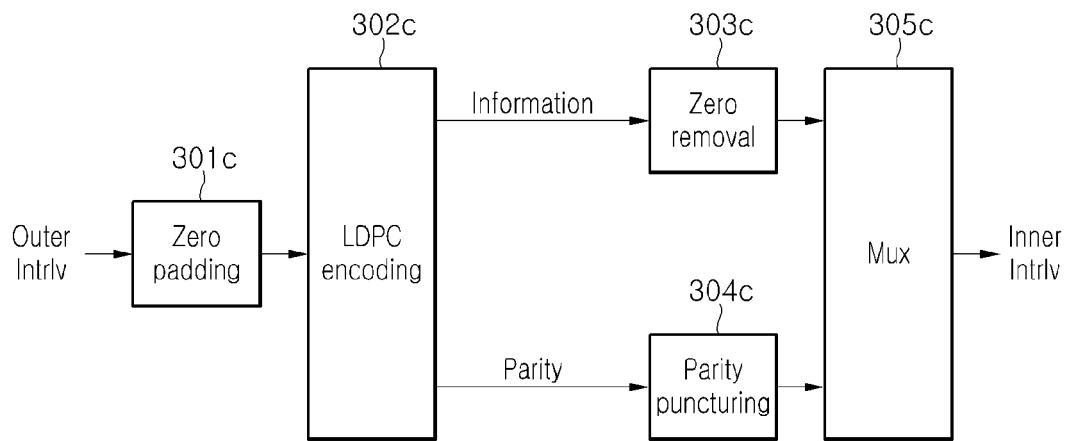 302c
303c
305c
Information
Zero
removal
301c
Outer
Intrlv
Zero
padding
LDPC
encoding
Mux
Inner
Intrlv
304c
Parity
Parity
puncturing